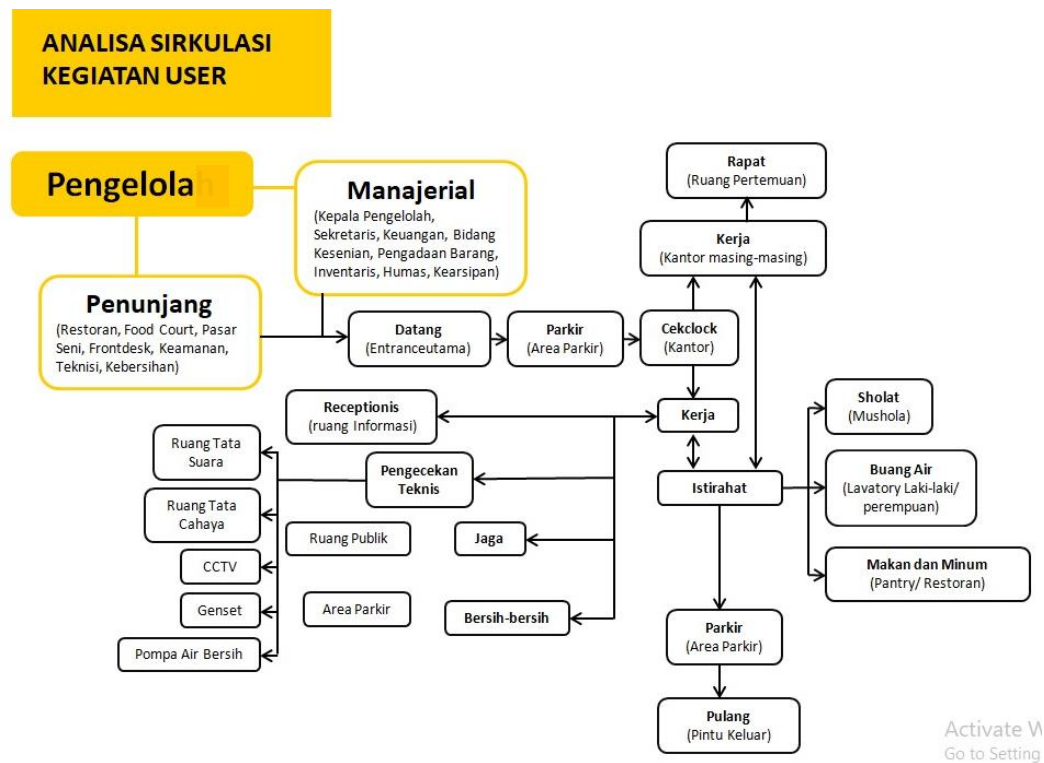 ANALISA SIRKULASI
KEGIATAN USER
Pengelolah
Manajerial
(Kepala Pengelolah,
Sekretaris, Keuangan, Bidang
Kesenian, Pengadaan Barang,
Inventaris, Humas, Kearsipan)
Penunjang
(Restoran, Food Court, Pasar
Seni, Frontdesk, Keamanan,
Teknisi, Kebersihan)
Rapat
(Ruang Pertemuan)
Kerja
(Kantor masing-masing)
Datang
(Entranceutama)
Parkir
(Area Parkir)
Cekclock
(Kantor)
Receptionis
(ruang Informasi)
Kerja
Sholat
(Mushola)
Ruang Tata
Suara
Pengecekan
Teknis
Istirahat
Buang Air
(Lavatory Laki-laki/
perempuan)
Ruang Tata
Cahaya
Ruang Publik
Jaga
CCTV
Makan dan Minum
(Pantry/ Restoran)
Genset
Area Parkir
Bersih-bersih
Parkir
(Area Parkir)
Pompa Air Bersih
Pulang
(Pintu Keluar)
Activate W
Go to Setting